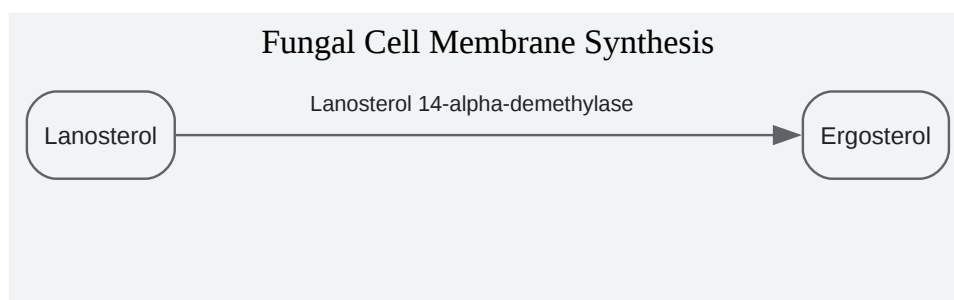 Fungal Cell Membrane Synthesis
Lanosterol 14-alpha-demethylase
Lanosterol
Ergosterol